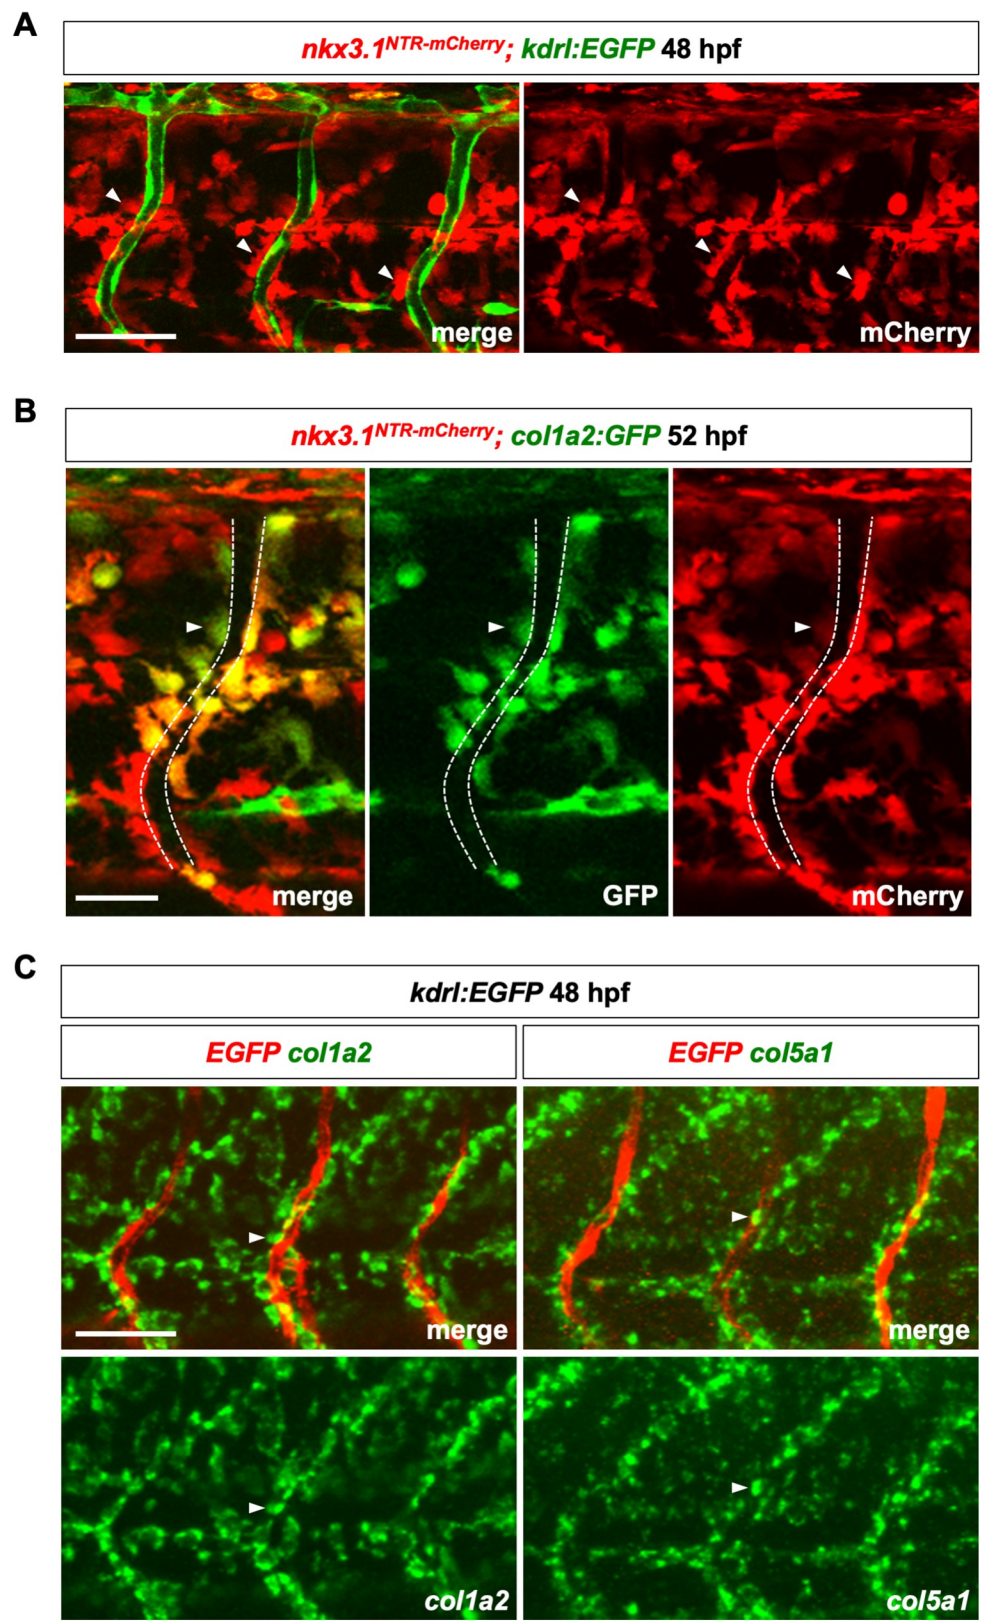 A
nkx3.1NTR-mCherry; kdrl:EGFP 48 hpf
merge
mCherry
B
nkx3.1NTR-mCherry; col1a2:GFP 52 hpf
merge
GFP
mCherry
C
kdrl:EGFP 48 hpf
EGFP col1a2
EGFP col5a1
merge
merge
col1a2
col5a1